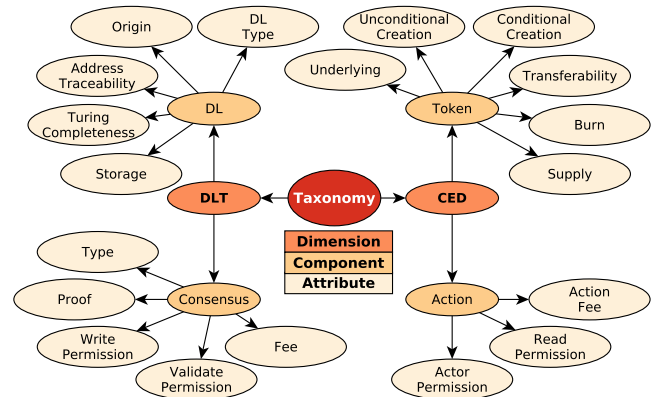 Origin
DL
Type
Address
Traceability
Turing
Completeness
Storage
DL
Unconditional
Creation
Conditional
Creation
Underlying
Transferability
Burn
Supply
Token
DLT
Taxonomy
CED
Dimension
Component
Attribute
Type
Proof
Write
Permission
Validate
Permission
Fee
Consensus
Action
Action
Fee
Read
Permission
Actor
Permission